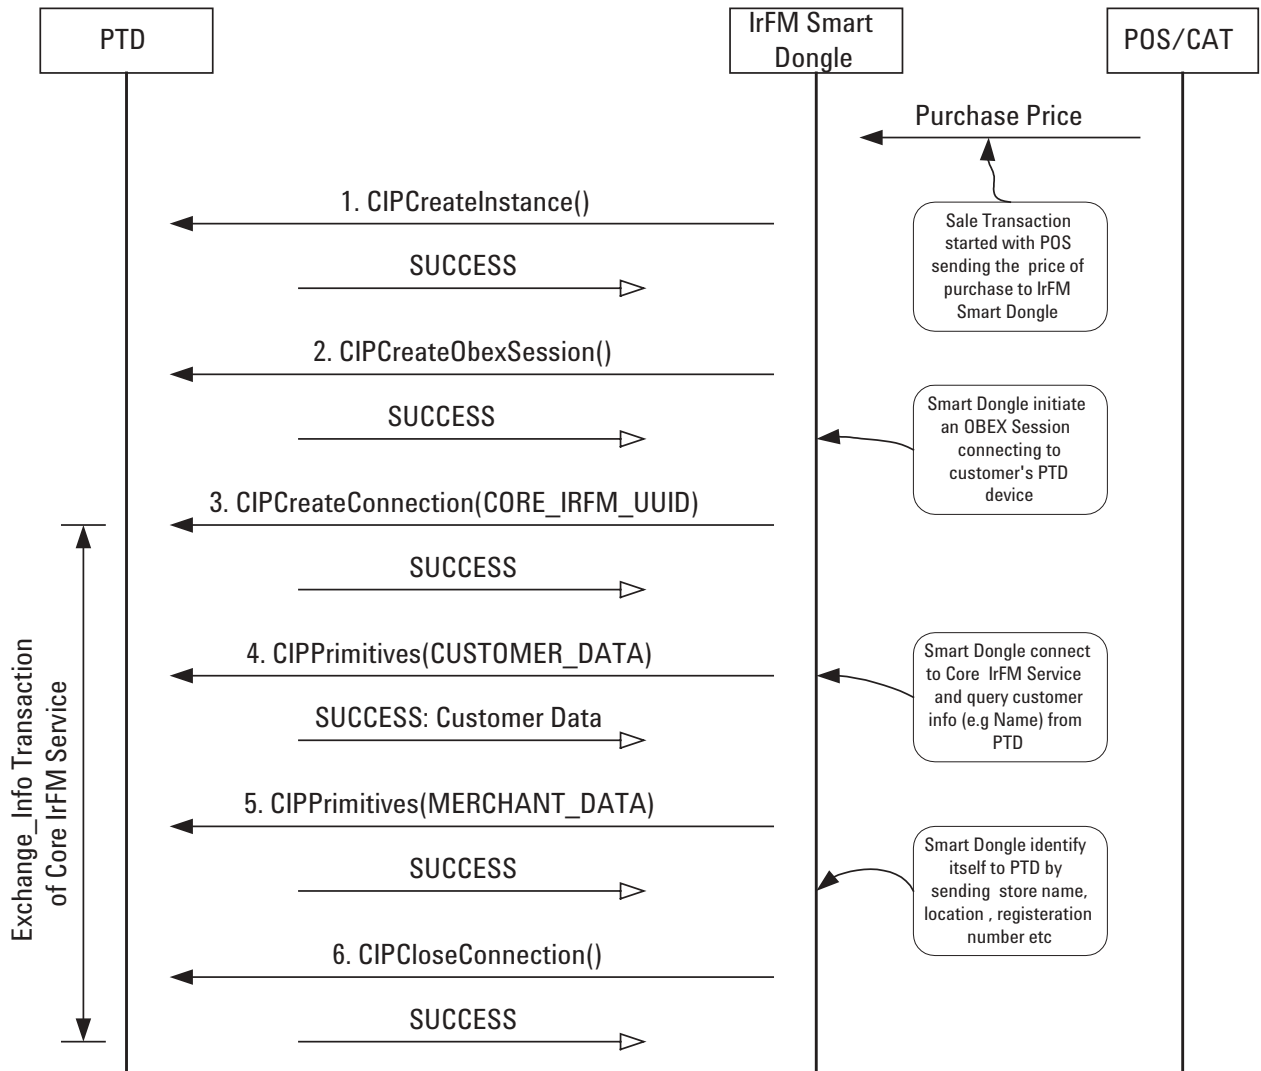 PTD
IrFM Smart
Dongle
POS/CAT
Purchase Price
1. CIPCreateInstance()
Sale Transaction
started with POS
sending the price of
purchase to IrFM
Smart Dongle
SUCCESS
2. CIPCreateObexSession()
SUCCESS
Smart Dongle initiate
an OBEX Session
connecting to
customer's PTD
device
3. CIPCreateConnection(CORE_IRFM_UUID)
SUCCESS
4. CIPPrimitives(CUSTOMER_DATA)
Smart Dongle connect
to Core IrFM Service
and query customer
info (e.g Name) from
PTD
SUCCESS: Customer Data
5. CIPPrimitives(MERCHANT_DATA)
SUCCESS
Smart Dongle identify
itself to PTD by
sending store name,
location , registeration
number etc
6. CIPCloseConnection()
SUCCESS
Exchange_Info Transaction
of Core IrFM Service